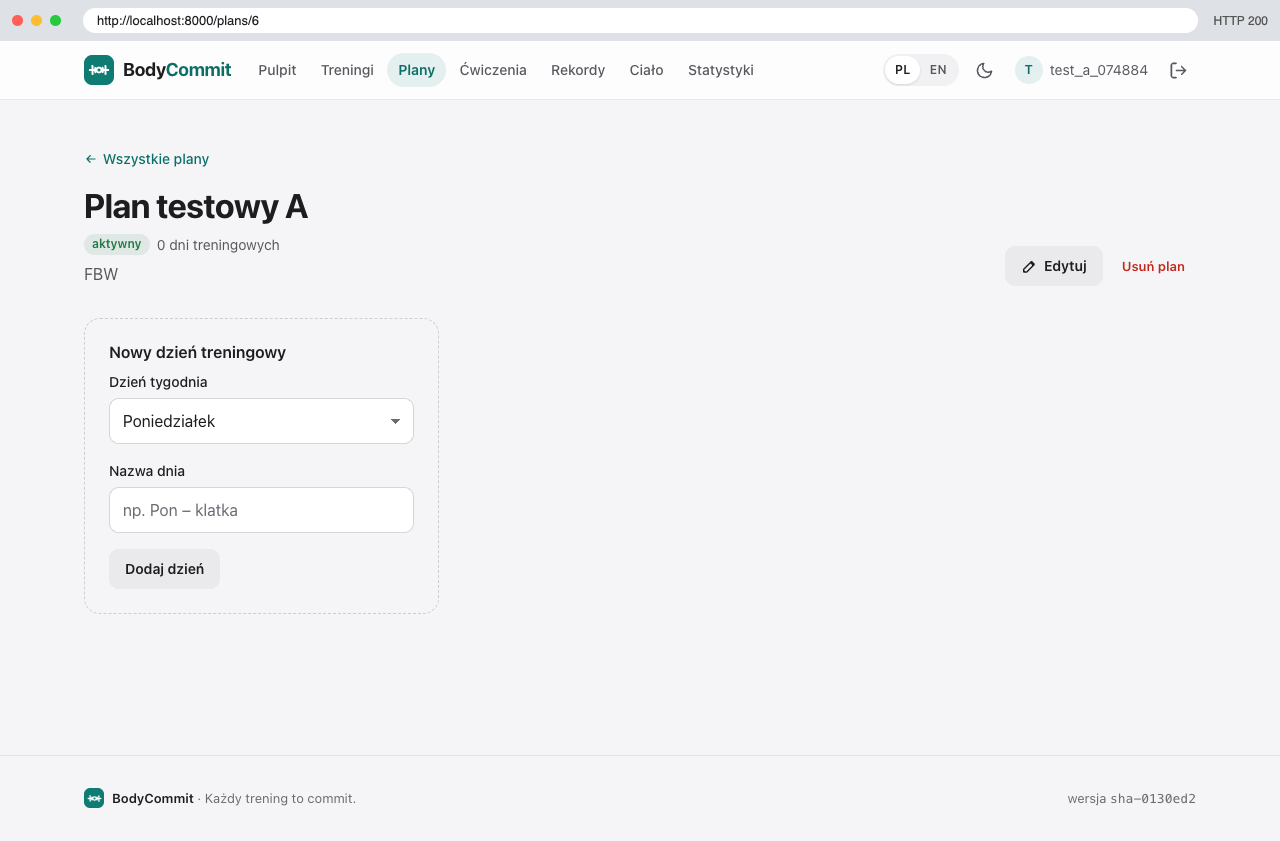 http://localhost:8000/plans/6 HTTP 200
BodyCommit Pulpit Treningi Plany Ćwiczenia Rekordy Ciało Statystyki PL EN T test_a_074884
← Wszystkie plany
Plan testowy A
aktywny 0 dni treningowych
FBW
Edytuj Usuń plan
Nowy dzień treningowy
Dzień tygodnia
Poniedziałek
Nazwa dnia
np. Pon – klatka
Dodaj dzień
BodyCommit · Każdy trening to commit. wersja sha-0130ed2